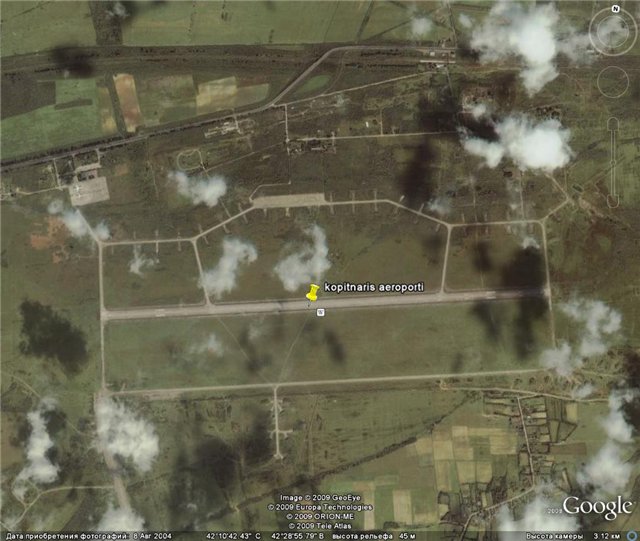 N
kopitnaris aeroporti
W
Image © 2009 GeoEye
© 2009 Europa Technologies
© 2009 ORION-ME
© 2009 Tele Atlas
2009 Google
Дата приобретения фотографий: 8 Авг 2004 42°10'42 43" С 42°28'55 79" В высота рельефа 45 м Высота камеры 3.12 км